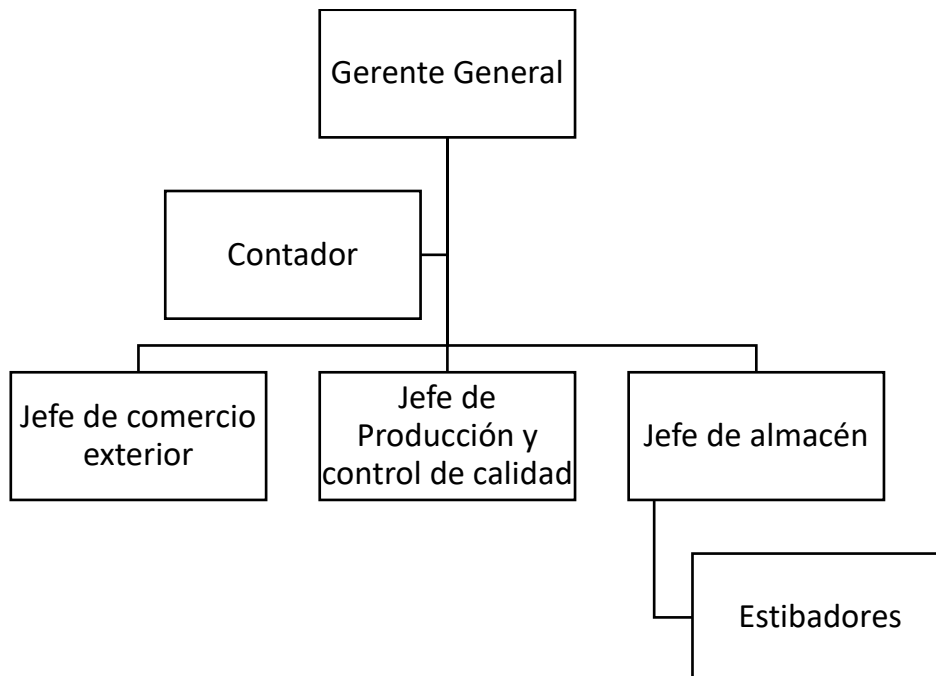 Gerente General
Contador
Jefe de comercio
exterior
Jefe de
Producción y
control de calidad
Jefe de almacén
Estibadores